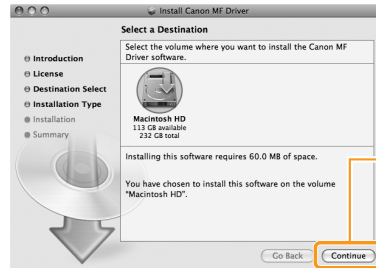 Install Canon MF Driver
Select a Destination
Introduction
License
Destination Select
Installation Type
Installation
Summary
Select the volume where you want to install the Canon MF
Driver software.
Macintosh HD
113 GB available
232 GB total
Installing this software requires 60.0 MB of space.
You have chosen to install this software on the volume
"Macintosh HD".
Go Back
Continue